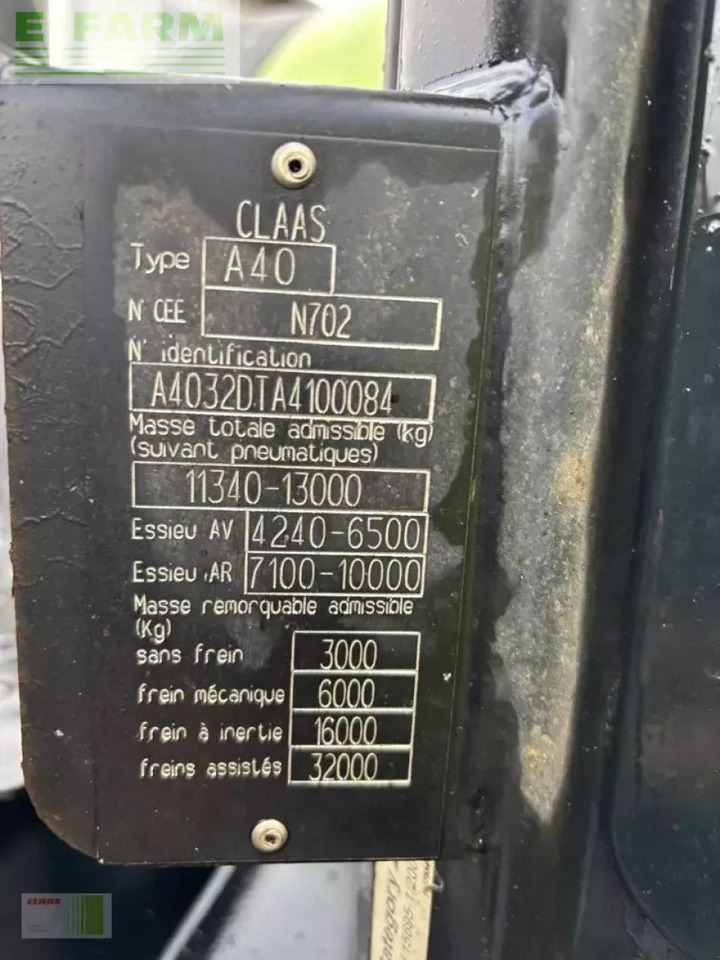 E-FARM
CLAAS
Type A40
N° CEE N702
N° identification
A4032DTA4100084
Masse totale admissible (kg)
(suivant pneumatiques)
11340-13000
Essieu AV 4240-6500
Essieu AR 7100-10000
Masse remorquable admissible
(Kg)
sans frein 3000
frein mécanique 6000
frein à inertie 16000
freins assistés 32000
CLAAS